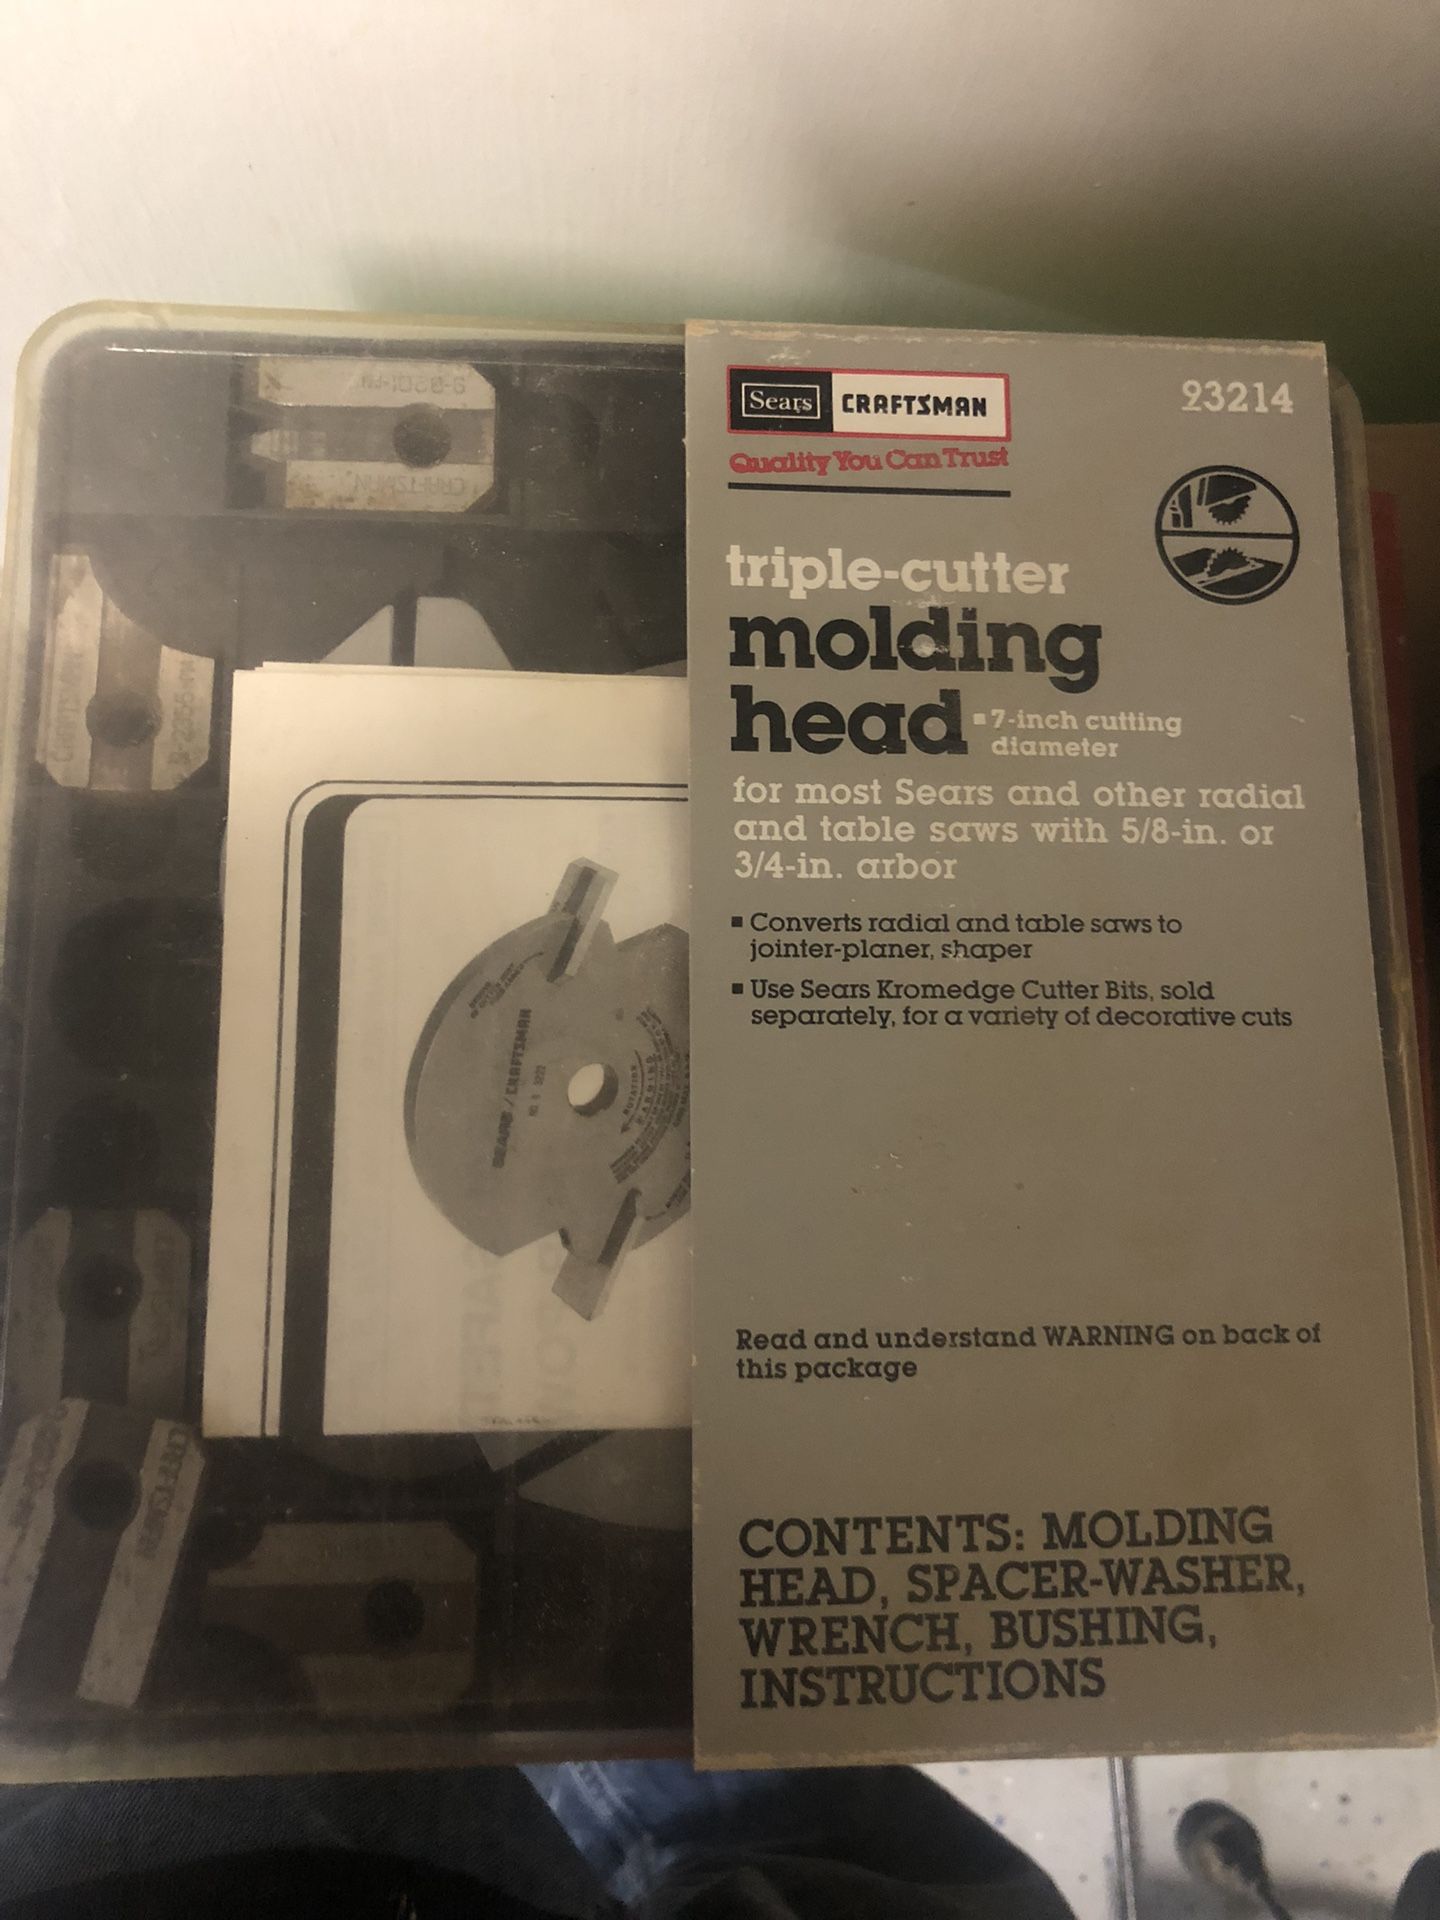 Sears CRAFTSMAN
23214
Quality You Can Trust
triple-cutter
molding
head
7-inch cutting
diameter
for most Sears and other radial
and table saws with 5/8-in. or
3/4-in. arbor
Converts radial and table saws to
jointer-planer, shaper
Use Sears Kromedge Cutter Bits, sold
separately, for a variety of decorative cuts
Read and understand WARNING on back of
this package
CONTENTS: MOLDING
HEAD, SPACER-WASHER,
WRENCH, BUSHING,
INSTRUCTIONS
CRAFTSMAN
CRAFTSMAN
SEARS / CRAFTSMAN
ROTATION
WARNING